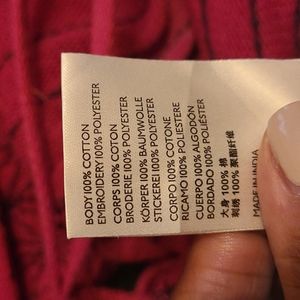 BODY 100% COTTON
EMBROIDERY 100% POLYESTER
CORPS 100% COTON
BRODERIE 100% POLYESTER
KÖRPER 100% BAUMWOLLE
STICKEREI 100% POLYESTER
CORPO 100% COTONE
RICAMO 100% POLIESTERE
CUERPO 100% ALGODÓN
BORDADO 100% POLIÉSTER
大身 100% 棉
刺绣 100% 聚酯纤维
MADE IN INDIA